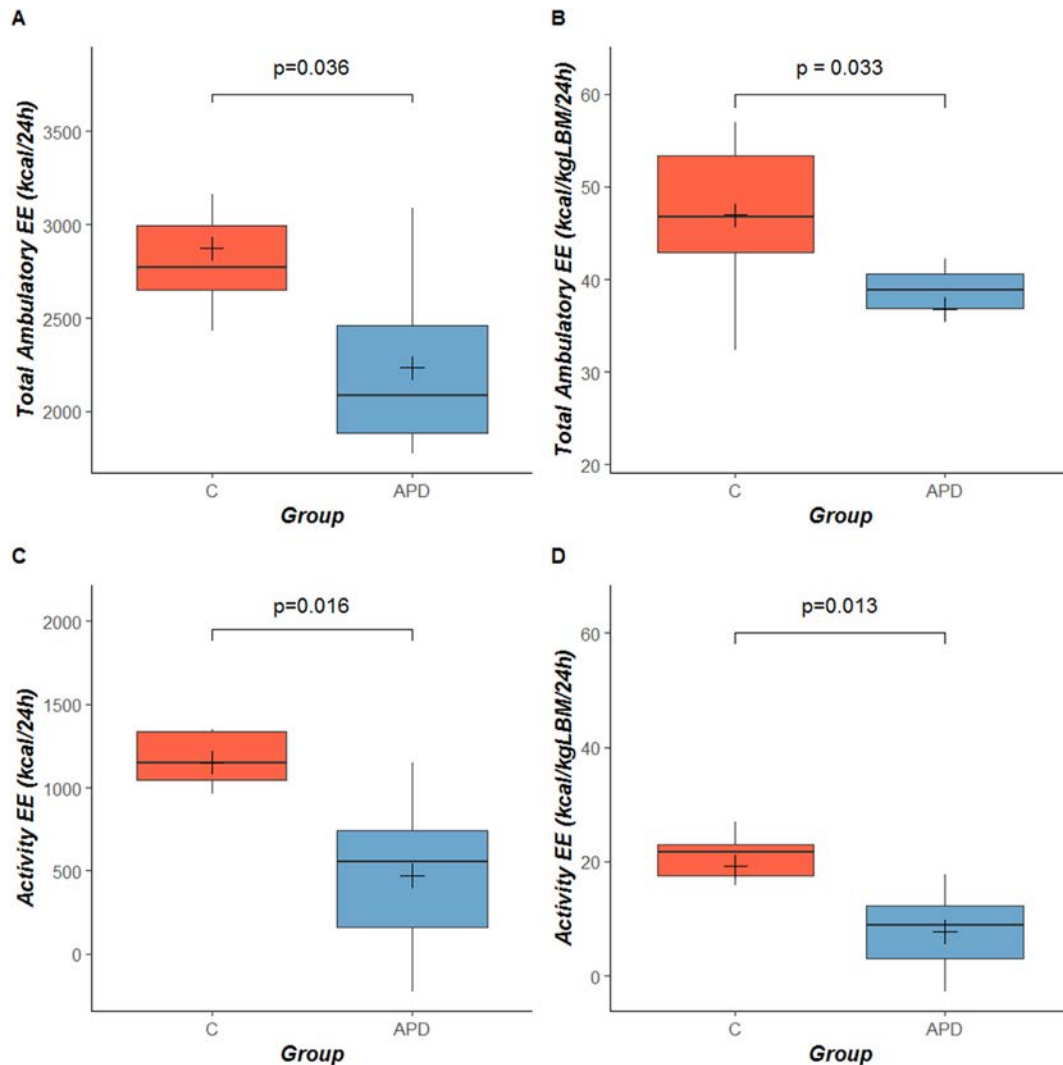 A
p=0.036
Total Ambulatory EE (kcal/24h)
3500
3000
2500
2000
C
APD
Group
B
p = 0.033
Total Ambulatory EE (kcal/kgLBM/24h)
60
50
40
30
20
C
APD
Group
C
p=0.016
Activity EE (kcal/24h)
2000
1500
1000
500
0
C
APD
Group
D
p=0.013
Activity EE (kcal/kgLBM/24h)
60
40
20
0
C
APD
Group